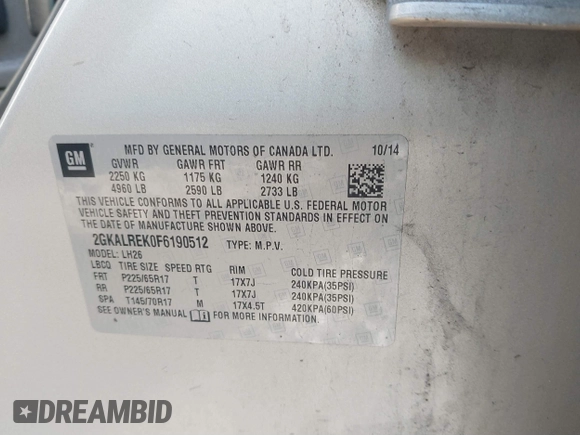 GM
MFD BY GENERAL MOTORS OF CANADA LTD. 10/14
GVWR GAWR FRT GAWR RR
2250 KG 1175 KG 1240 KG
4960 LB 2590 LB 2733 LB
THIS VEHICLE CONFORMS TO ALL APPLICABLE U.S. FEDERAL MOTOR
VEHICLE SAFETY AND THEFT PREVENTION STANDARDS IN EFFECT ON
THE DATE OF MANUFACTURE SHOWN ABOVE.
2GKALREK0F6190512 TYPE: M.P.V.
MODEL: LH26
LBCQ TIRE SIZE SPEED RTG RIM COLD TIRE PRESSURE
FRT P225/65R17 T 17X7J 240KPA(35PSI)
RR P225/65R17 T 17X7J 240KPA(35PSI)
SPA T145/70R17 M 17X4.5T 420KPA(60PSI)
SEE OWNER'S MANUAL FOR MORE INFORMATION.
DREAMBID